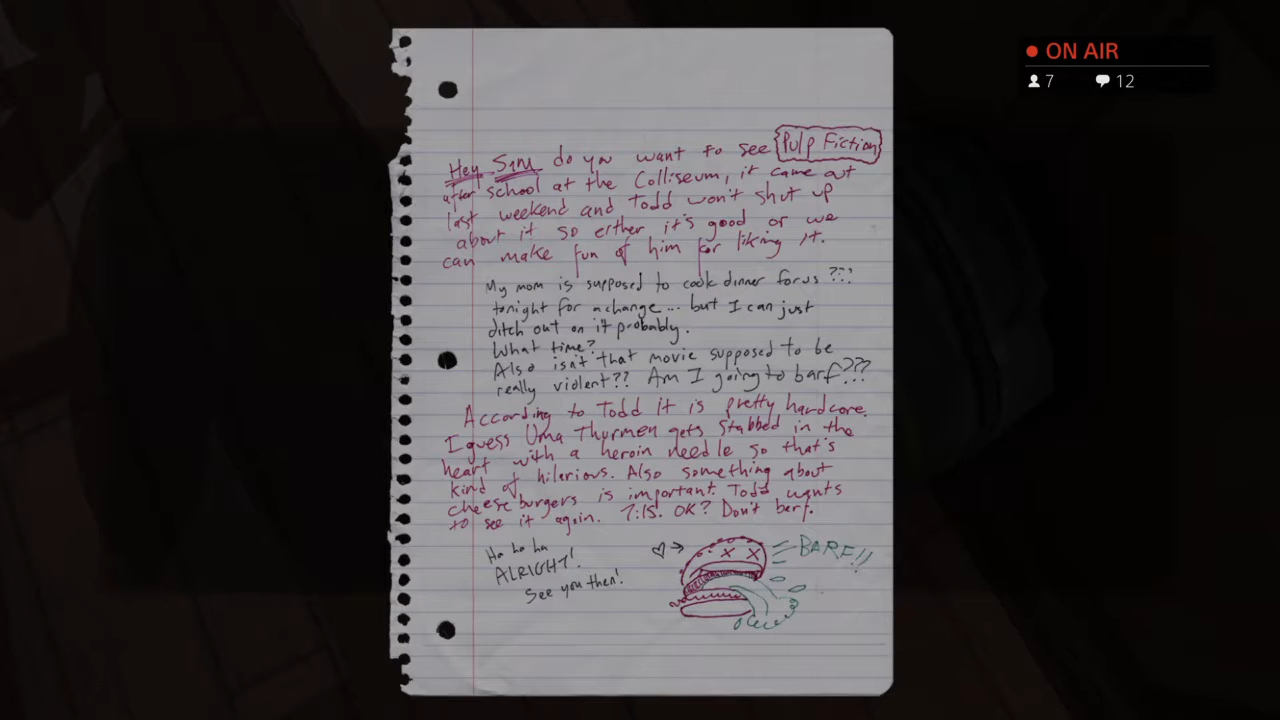 ON AIR
7 12
Hey Sam do you want to see Pulp Fiction
after school at the Colliseum, it came out
last weekend and Todd won't shut up
about it so either it's good or we
can make fun of him for liking it.
My mom is supposed to cook dinner for us ???
tonight for a change... but I can just
ditch out on it probably.
What time?
Also isn't that movie supposed to be
really violent?? Am I going to barf???
According to Todd it is pretty hardcore.
I guess Uma Thurmen gets stabbed in the
heart with a heroin needle so that's
kind of hilarious. Also something about
cheeseburgers is important. Todd wants
to see it again. 7:15. OK? Don't barf.
Ha ha ha
ALRIGHT!
See you then!
BARF!!